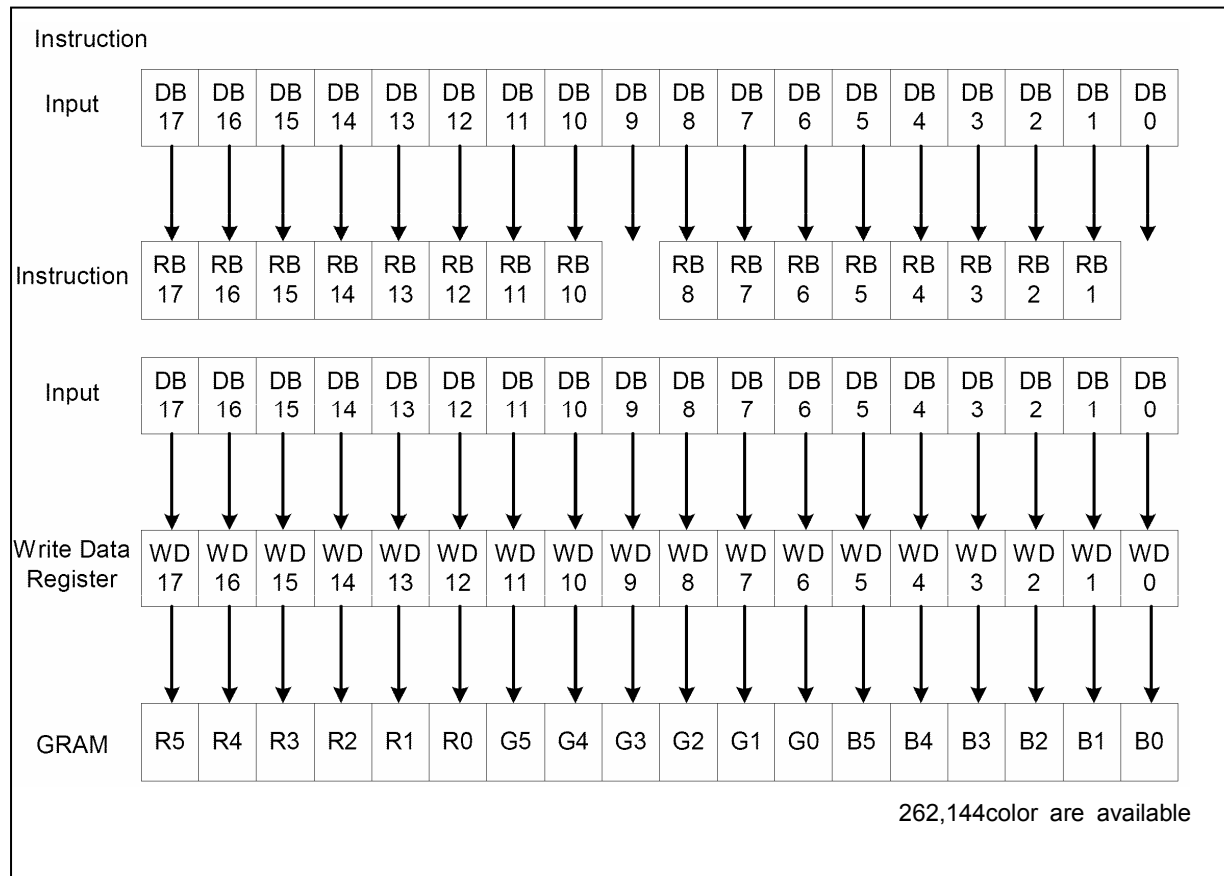 Instruction
Input DB 17 DB 16 DB 15 DB 14 DB 13 DB 12 DB 11 DB 10 DB 9 DB 8 DB 7 DB 6 DB 5 DB 4 DB 3 DB 2 DB 1 DB 0
Instruction RB 17 RB 16 RB 15 RB 14 RB 13 RB 12 RB 11 RB 10 RB 8 RB 7 RB 6 RB 5 RB 4 RB 3 RB 2 RB 1
Input DB 17 DB 16 DB 15 DB 14 DB 13 DB 12 DB 11 DB 10 DB 9 DB 8 DB 7 DB 6 DB 5 DB 4 DB 3 DB 2 DB 1 DB 0
Write Data Register WD 17 WD 16 WD 15 WD 14 WD 13 WD 12 WD 11 WD 10 WD 9 WD 8 WD 7 WD 6 WD 5 WD 4 WD 3 WD 2 WD 1 WD 0
GRAM R5 R4 R3 R2 R1 R0 G5 G4 G3 G2 G1 G0 B5 B4 B3 B2 B1 B0
262,144color are available